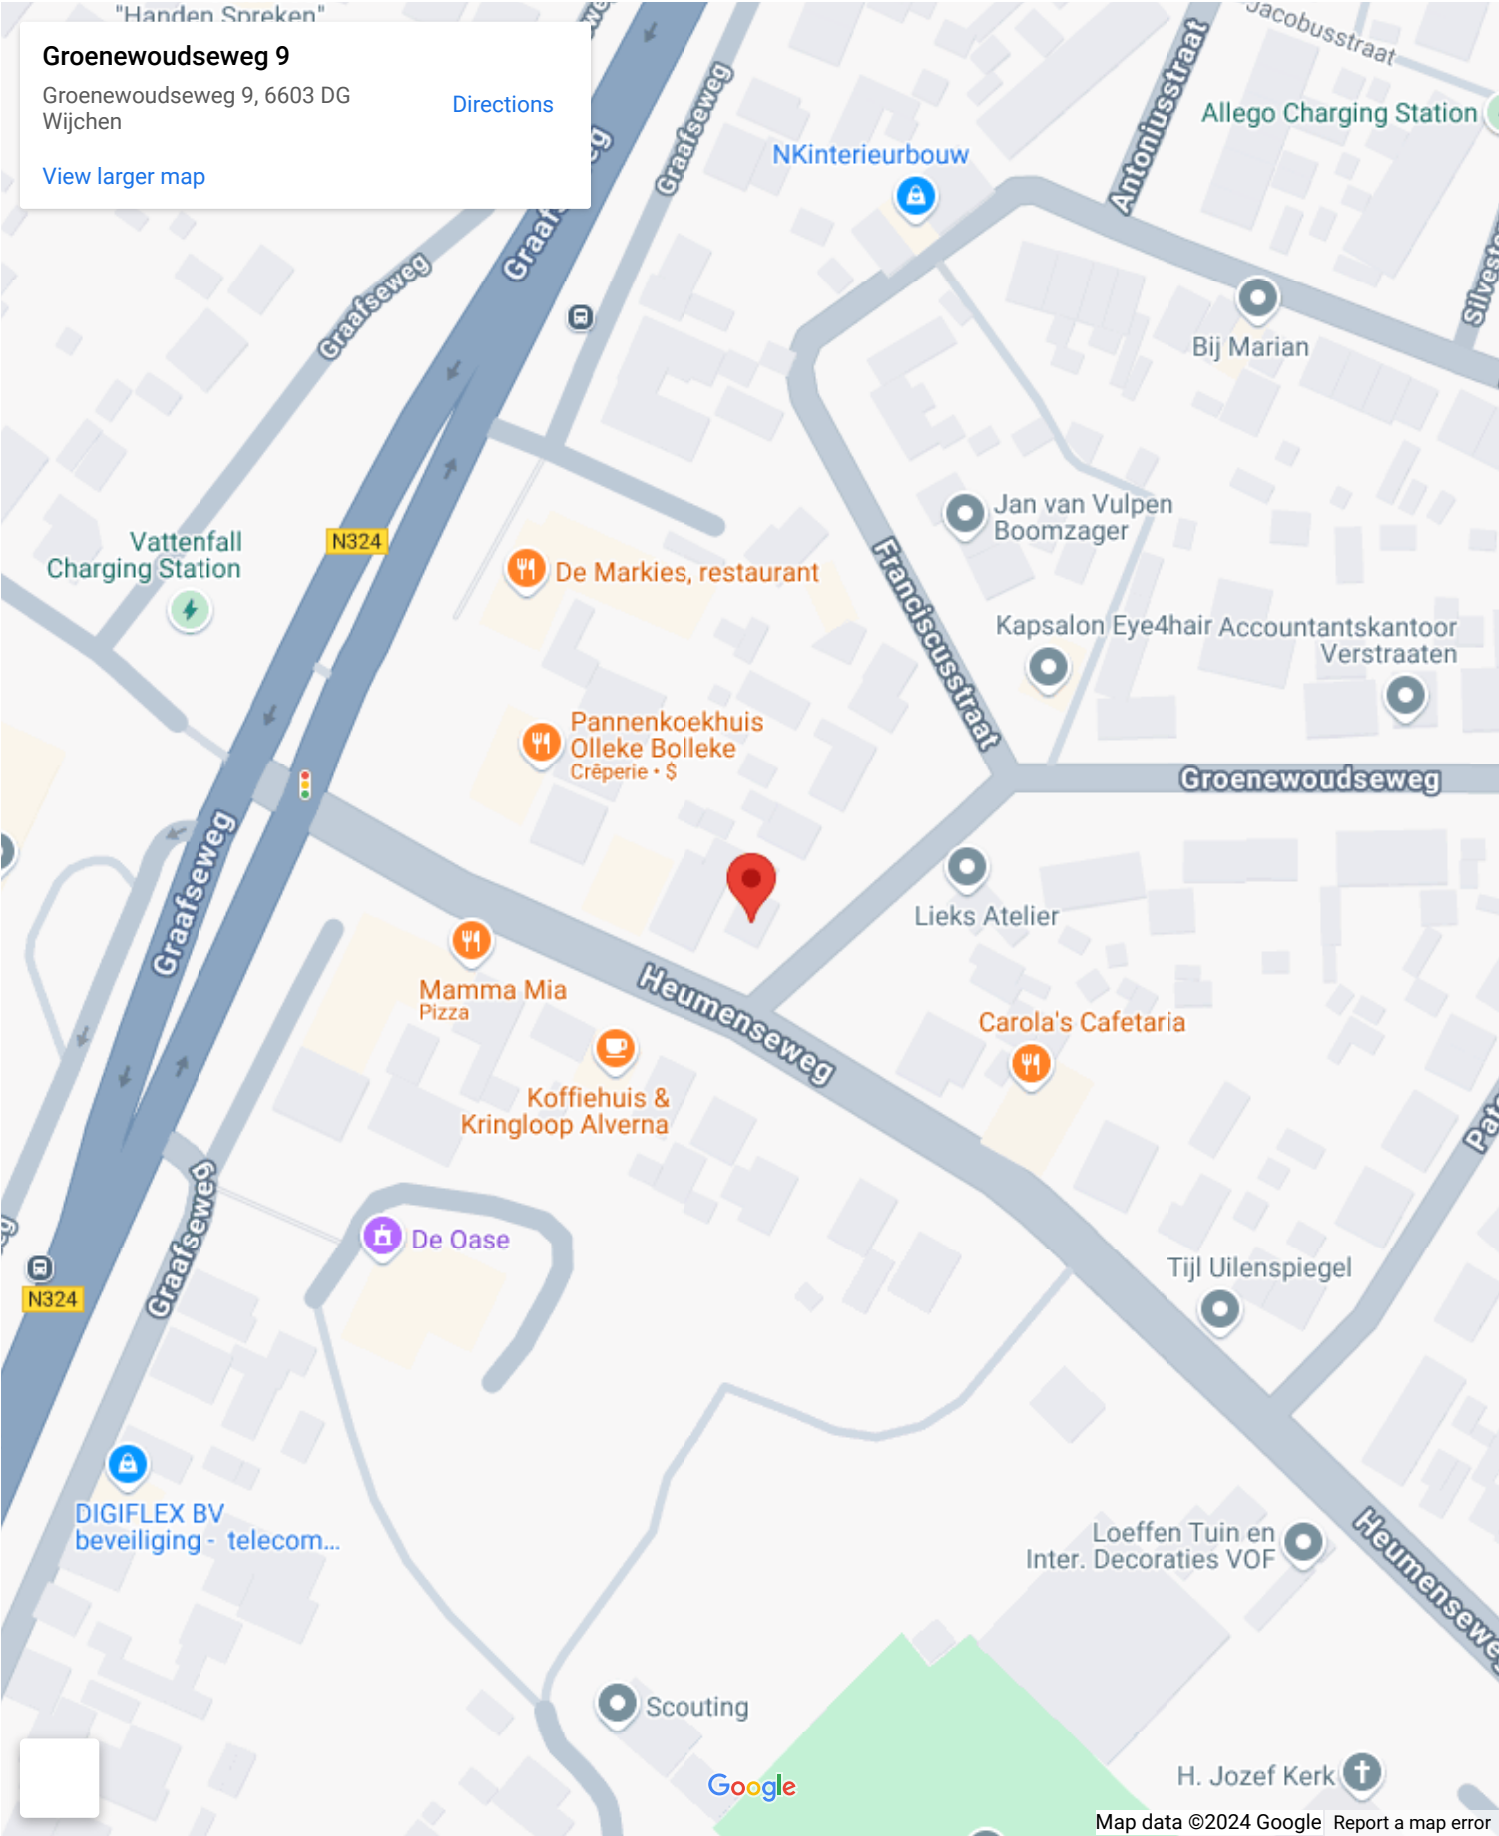 "Handen Spreken"
Groenewoudseweg 9
Groenewoudseweg 9, 6603 DG
Wijchen
Directions
View larger map
Graafseweg
Jacobusstraat
Antoniusstraat
Allego Charging Station
NKinterieurbouw
Graafseweg
Bij Marian
Vattenfall
Charging Station
N324
Jan van Vulpen
Boomzager
De Markies, restaurant
Franciscusstraat
Kapsalon Eye4hair
Accountantskantoor
Verstraaten
Pannenkoekhuis
Olleke Bolleke
Crêperie • $
Groenewoudseweg
Graafseweg
Lieks Atelier
Mamma Mia
Pizza
Heumenseweg
Carola's Cafetaria
Koffiehuis &
Kringloop Alverna
Graafseweg
De Oase
Tijl Uilenspiegel
N324
DIGIFLEX BV
beveiliging - telecom...
Loeffen Tuin en
Inter. Decoraties VOF
Heumenseweg
Scouting
H. Jozef Kerk
Google
Map data ©2024 Google
Report a map error